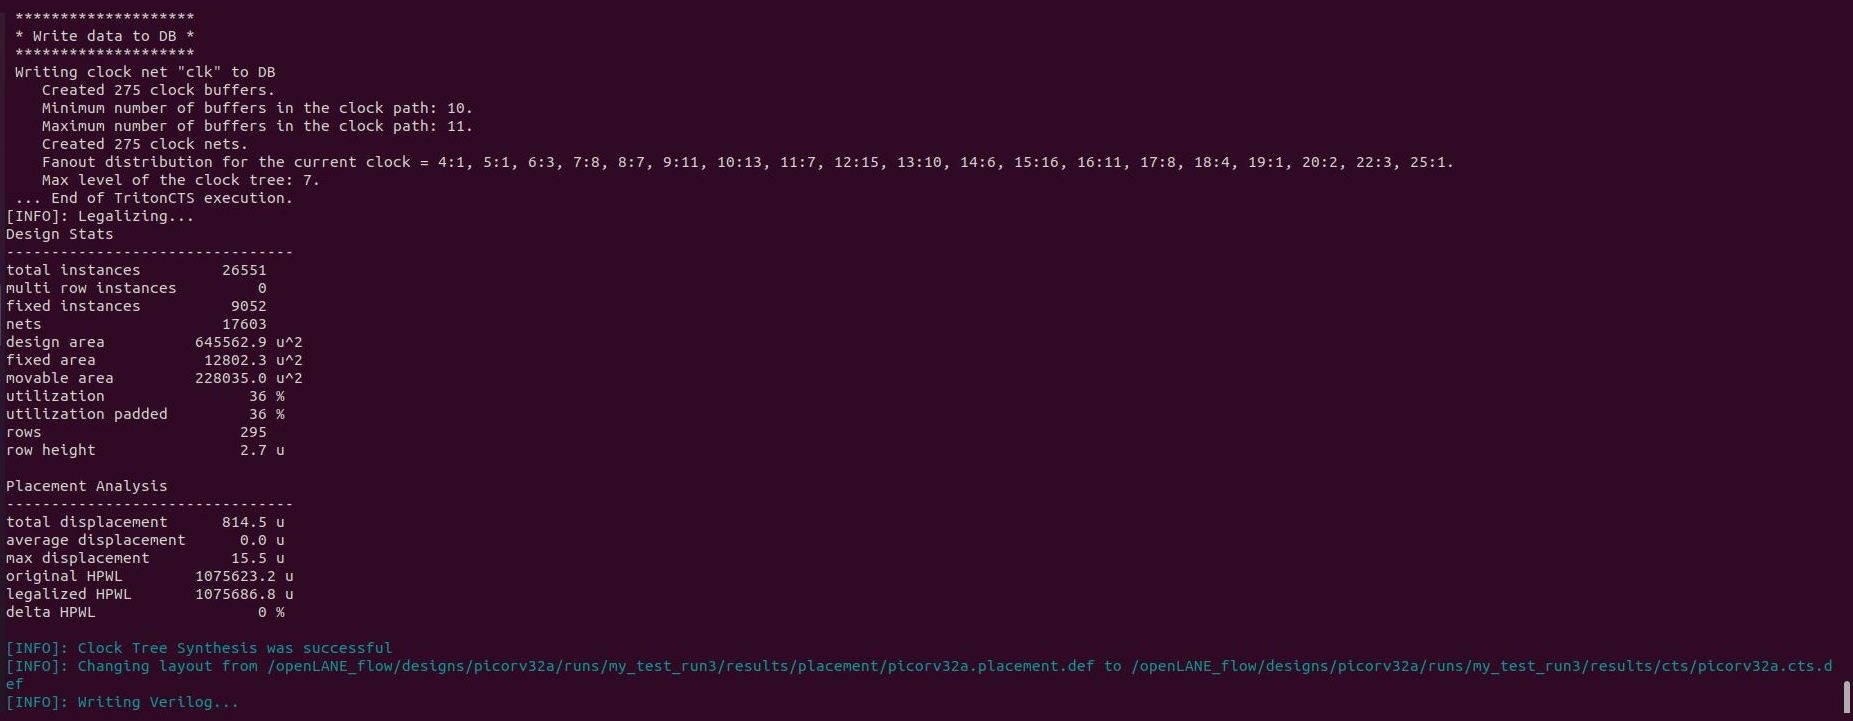 ********************
* Write data to DB *
********************
Writing clock net "clk" to DB
Created 275 clock buffers.
Minimum number of buffers in the clock path: 10.
Maximum number of buffers in the clock path: 11.
Created 275 clock nets.
Fanout distribution for the current clock = 4:1, 5:1, 6:3, 7:8, 8:7, 9:11, 10:13, 11:7, 12:15, 13:10, 14:6, 15:16, 16:11, 17:8, 18:4, 19:1, 20:2, 22:3, 25:1.
Max level of the clock tree: 7.
... End of TritonCTS execution.
[INFO]: Legalizing...
Design Stats
--------------------------------
total instances 26551
multi row instances 0
fixed instances 9052
nets 17603
design area 645562.9 u^2
fixed area 12802.3 u^2
movable area 228035.0 u^2
utilization 36 %
utilization padded 36 %
rows 295
row height 2.7 u
Placement Analysis
--------------------------------
total displacement 814.5 u
average displacement 0.0 u
max displacement 15.5 u
original HPWL 1075623.2 u
legalized HPWL 1075686.8 u
delta HPWL 0 %
[INFO]: Clock Tree Synthesis was successful
[INFO]: Changing layout from /openLANE_flow/designs/picorv32a/runs/my_test_run3/results/placement/picorv32a.placement.def to /openLANE_flow/designs/picorv32a/runs/my_test_run3/results/cts/picorv32a.cts.d
ef
[INFO]: Writing Verilog...